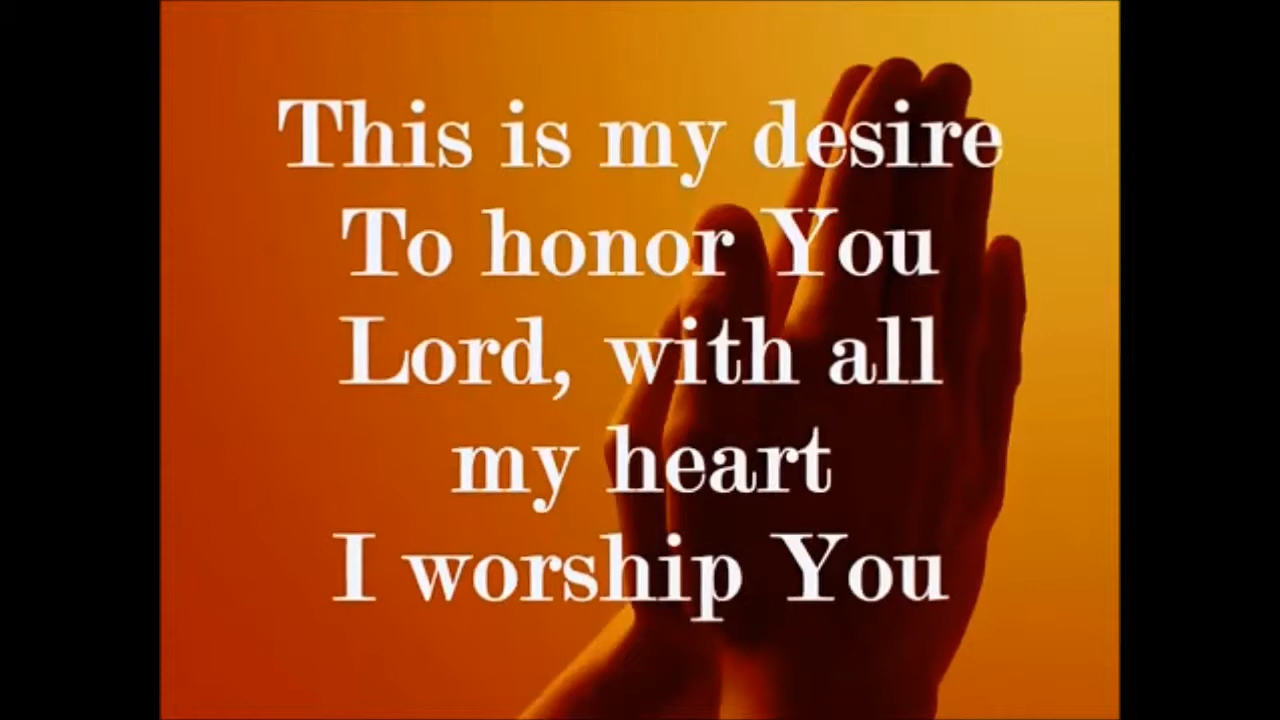 This is my desire
To honor You
Lord, with all
my heart
I worship You